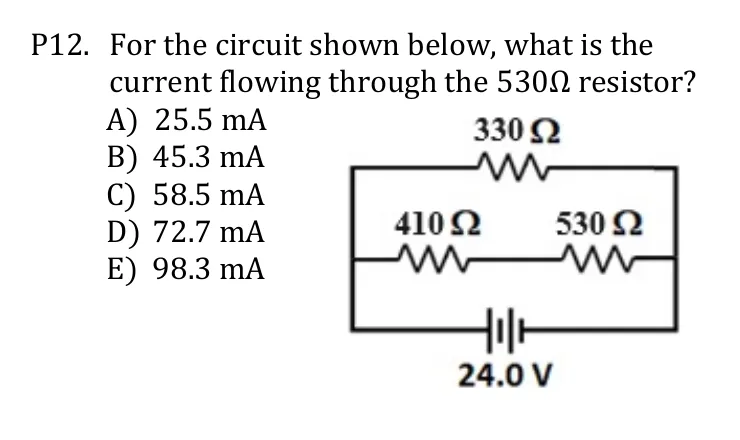 P12. For the circuit shown below, what is the
current flowing through the 530Ω resistor?
A) 25.5 mA
B) 45.3 mA
C) 58.5 mA
D) 72.7 mA
E) 98.3 mA
330 Ω
410 Ω 530 Ω
24.0 V